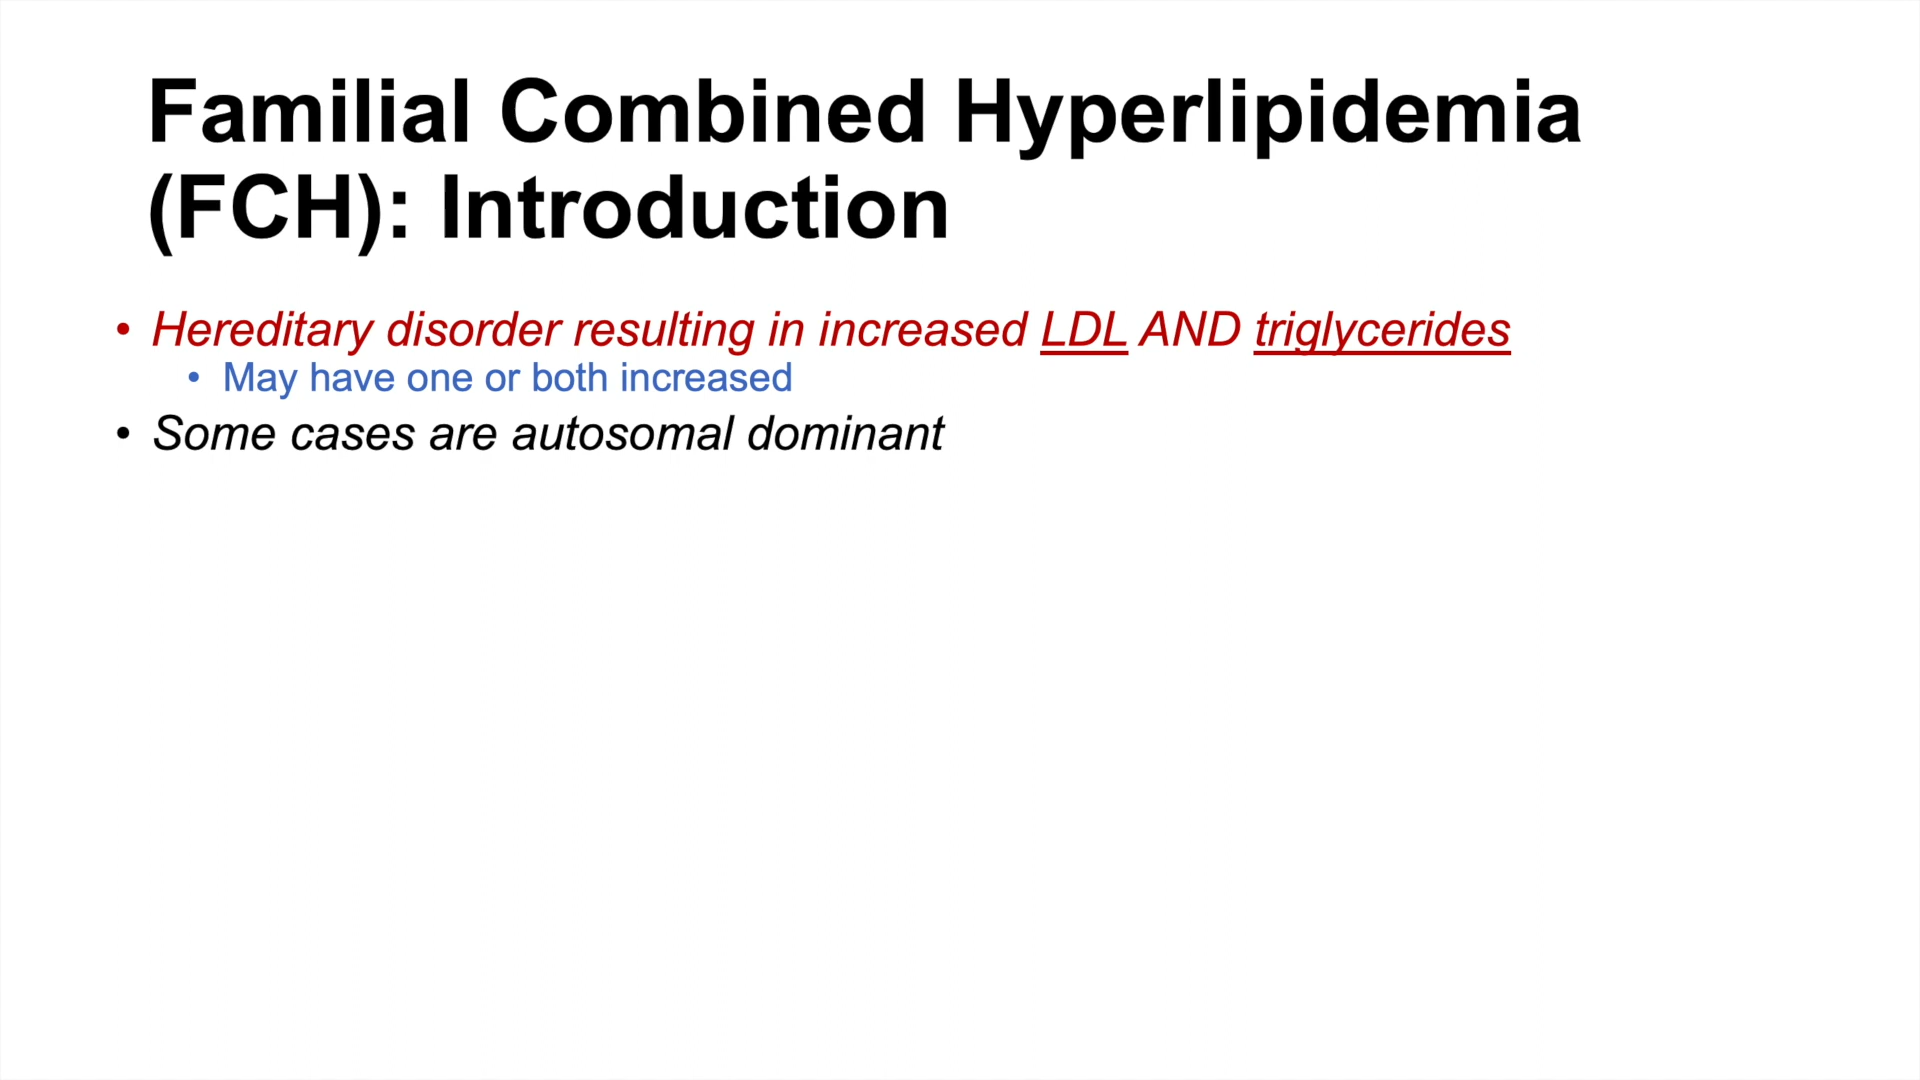 Familial Combined Hyperlipidemia
(FCH): Introduction
• Hereditary disorder resulting in increased LDL AND triglycerides
• May have one or both increased
• Some cases are autosomal dominant